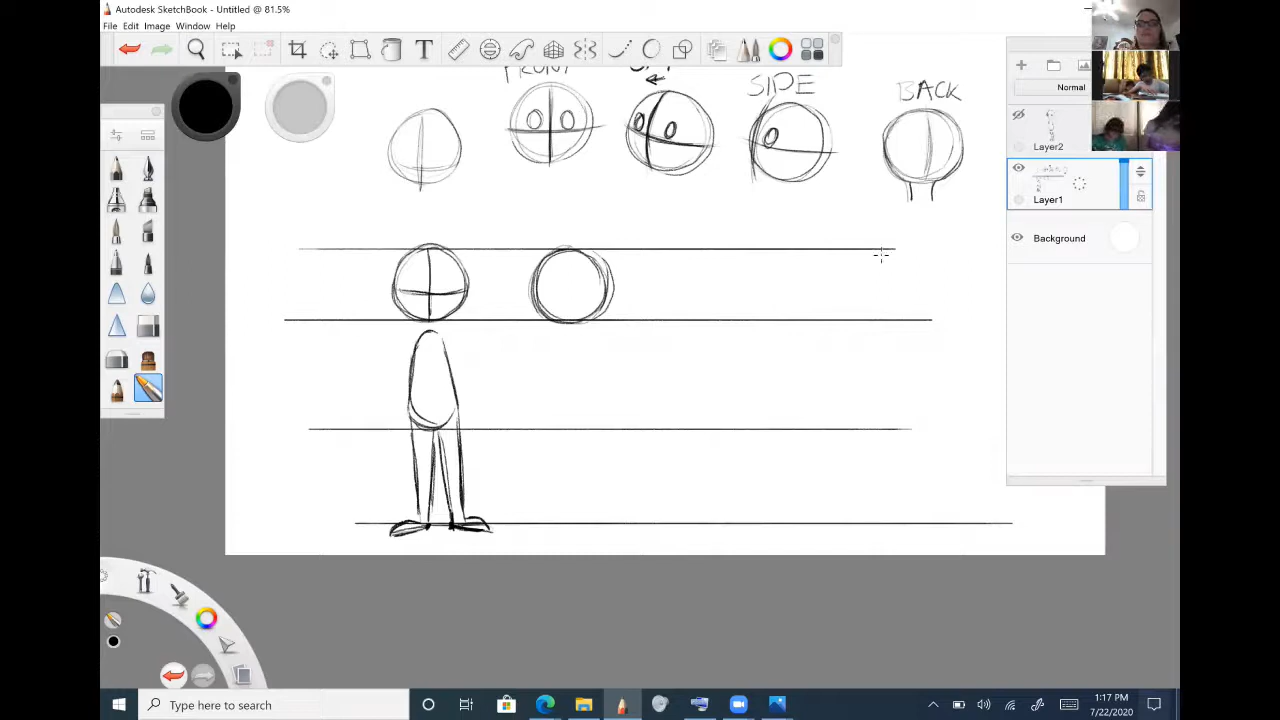 Autodesk SketchBook - Untitled @ 81.5%
File Edit Image Window Help
T
FRONT
SIDE
BACK
Normal
Layer2
Layer1
Background
Type here to search
1:17 PM
7/22/2020